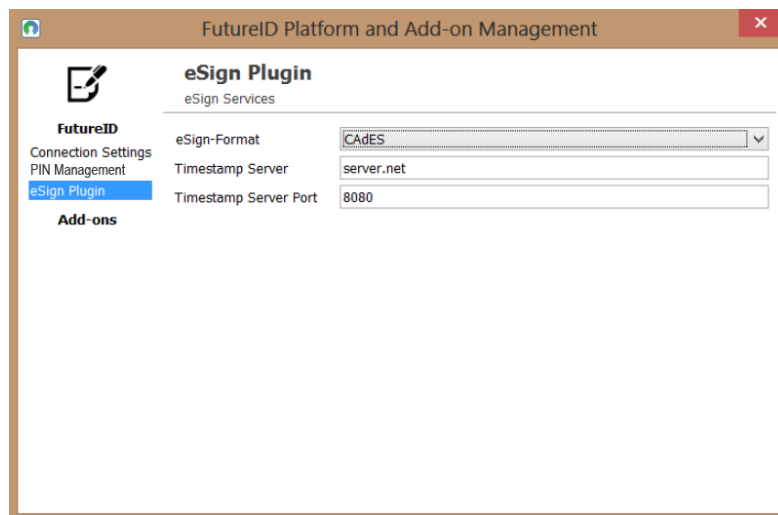 FutureID Platform and Add-on Management
eSign Plugin
eSign Services
FutureID
Connection Settings
PIN Management
eSign Plugin
Add-ons
eSign-Format CAdES
Timestamp Server server.net
Timestamp Server Port 8080